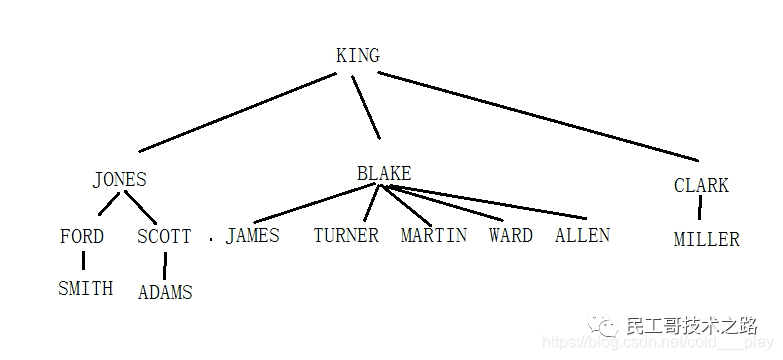 KING
JONES BLAKE CLARK
FORD SCOTT . JAMES TURNER MARTIN WARD ALLEN MILLER
SMITH ADAMS
民工哥技术之路
https://blog.csdn.net/cold___play